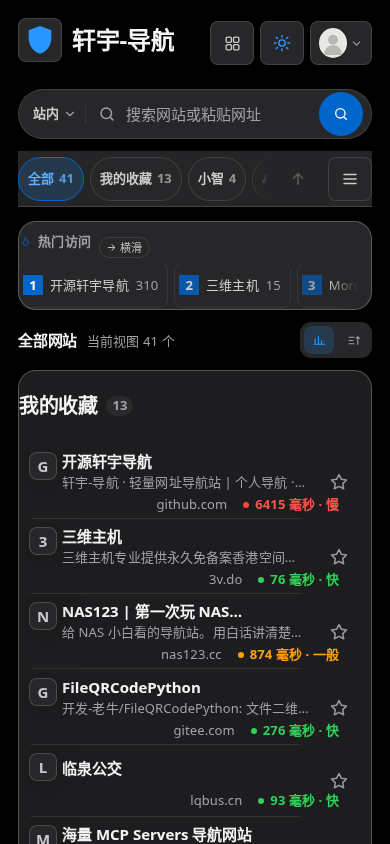 轩宇-导航
站内 搜索网站或粘贴网址
全部 41 我的收藏 13 小智 4
热门访问 → 横滑
1 开源轩宇导航 310 2 三维主机 15 3 More
全部网站 当前视图 41 个
我的收藏 13
G 开源轩宇导航
轩宇-导航 · 轻量网址导航站 | 个人导航 ·...
github.com 6415 毫秒 · 慢
3 三维主机
三维主机专业提供永久免备案香港空间...
3v.do 76 毫秒 · 快
N NAS123 | 第一次玩 NAS...
给 NAS 小白看的导航站。用白话讲清楚...
nas123.cc 874 毫秒 · 一般
G FileQRCodePython
开发-老牛/FileQRCodePython: 文件二维...
gitee.com 276 毫秒 · 快
L 临泉公交
lqbus.cn 93 毫秒 · 快
M 海量 MCP Servers 导航网站